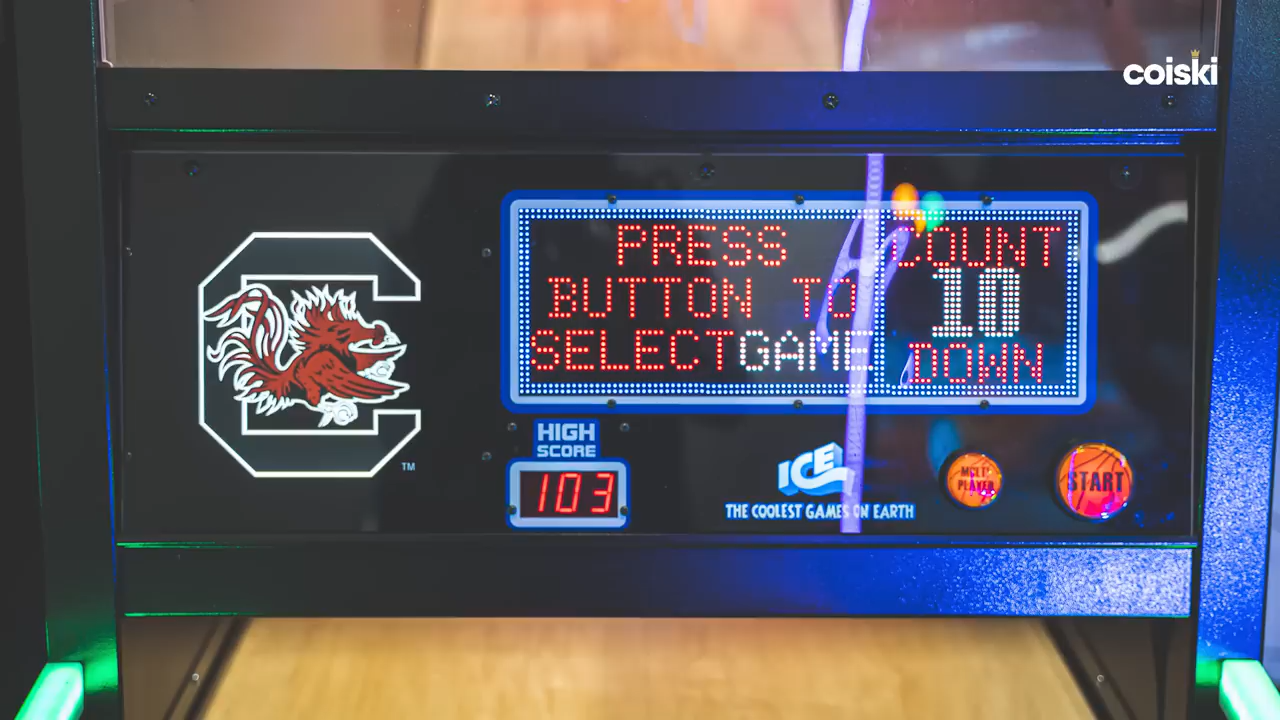 coiski
PRESS
BUTTON TO
SELECTGAME
COUNT
10
DOWN
C
TM
HIGH
SCORE
103
ICE
THE COOLEST GAMES ON EARTH
MULTI
PLAYER
START